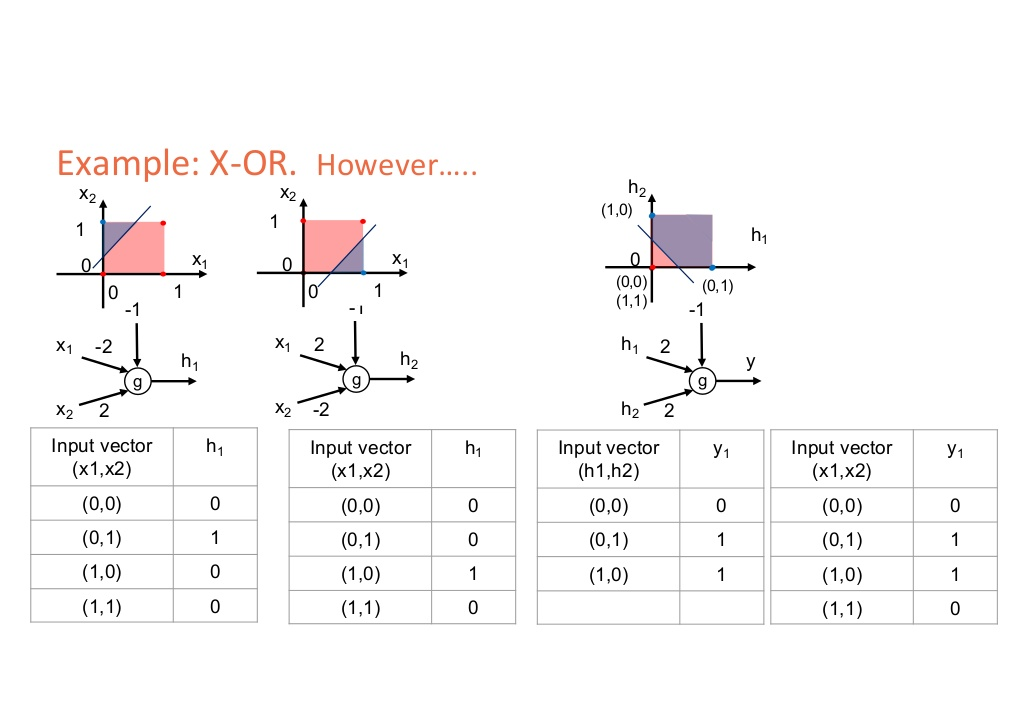 Example: X-OR. However…..
x2
1
0
x1
0
1
x2
1
0
x1
0
1
h2
(1,0)
h1
0
(0,0)
(1,1)
(0,1)
-1
x1
-2
h1
g
x2
2
-1
x1
2
h2
g
x2
-2
-1
h1
2
y
g
h2
2
Input vector (x1,x2) h1
(0,0) 0
(0,1) 1
(1,0) 0
(1,1) 0
Input vector (x1,x2) h1
(0,0) 0
(0,1) 0
(1,0) 1
(1,1) 0
Input vector (h1,h2) y1
(0,0) 0
(0,1) 1
(1,0) 1
Input vector (x1,x2) y1
(0,0) 0
(0,1) 1
(1,0) 1
(1,1) 0